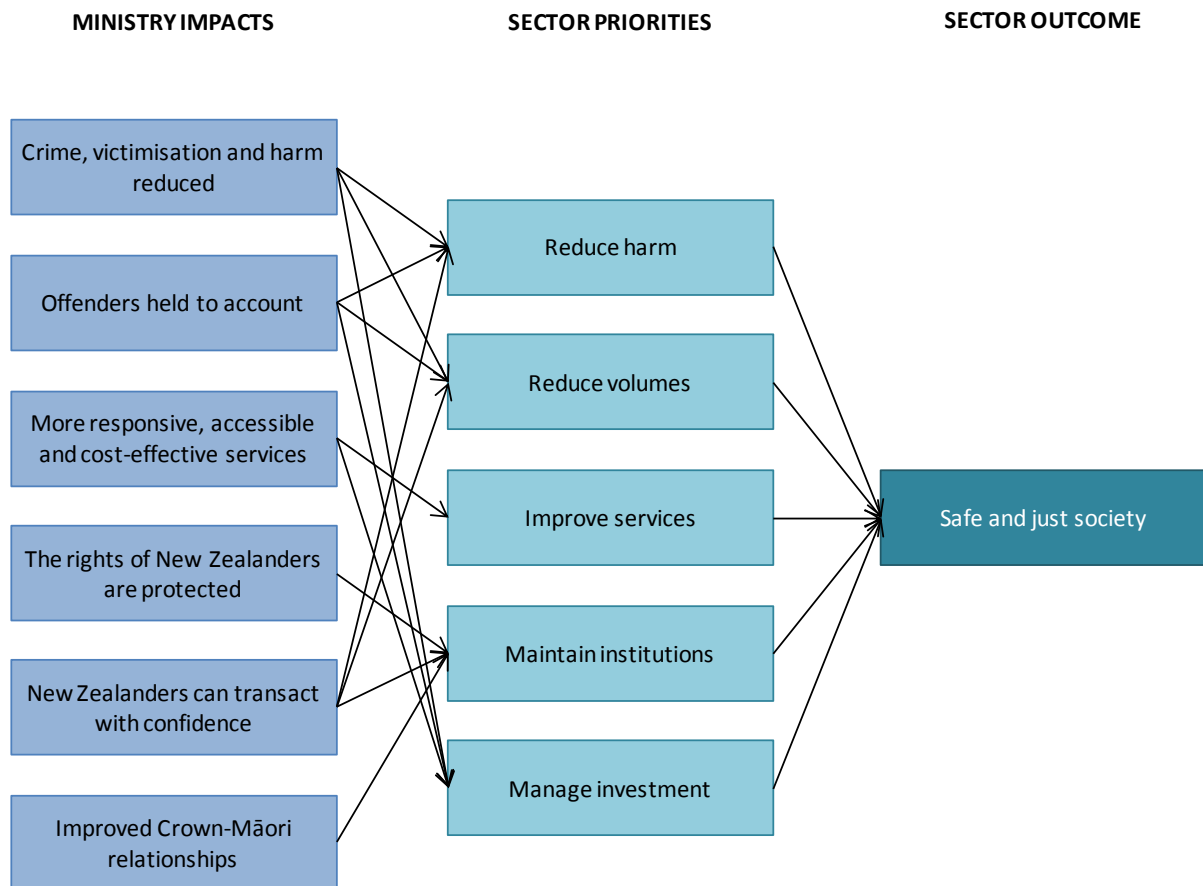 MINISTRY IMPACTS
SECTOR PRIORITIES
SECTOR OUTCOME
Crime, victimisation and harm
reduced
Offenders held to account
More responsive, accessible
and cost-effective services
The rights of New Zealanders
are protected
New Zealanders can transact
with confidence
Improved Crown-Māori
relationships
Reduce harm
Reduce volumes
Improve services
Maintain institutions
Manage investment
Safe and just society